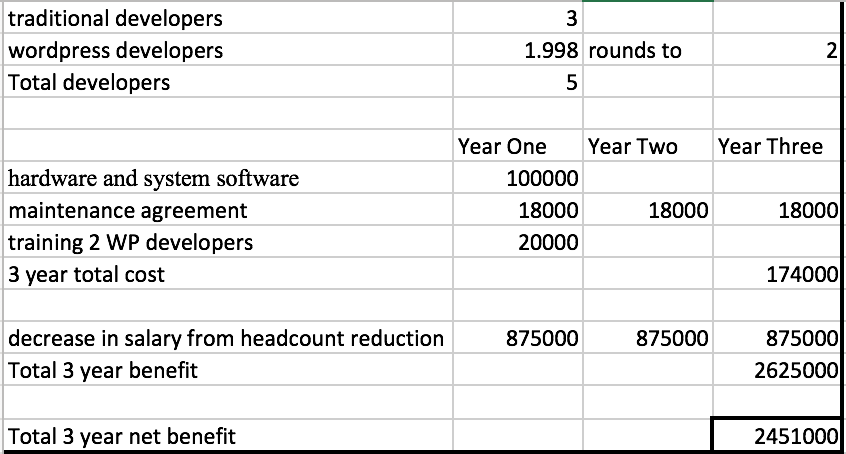 traditional developers 3
wordpress developers 1.998 rounds to 2
Total developers 5
Year One Year Two Year Three
hardware and system software 100000
maintenance agreement 18000 18000 18000
training 2 WP developers 20000
3 year total cost 174000
decrease in salary from headcount reduction 875000 875000 875000
Total 3 year benefit 2625000
Total 3 year net benefit 2451000